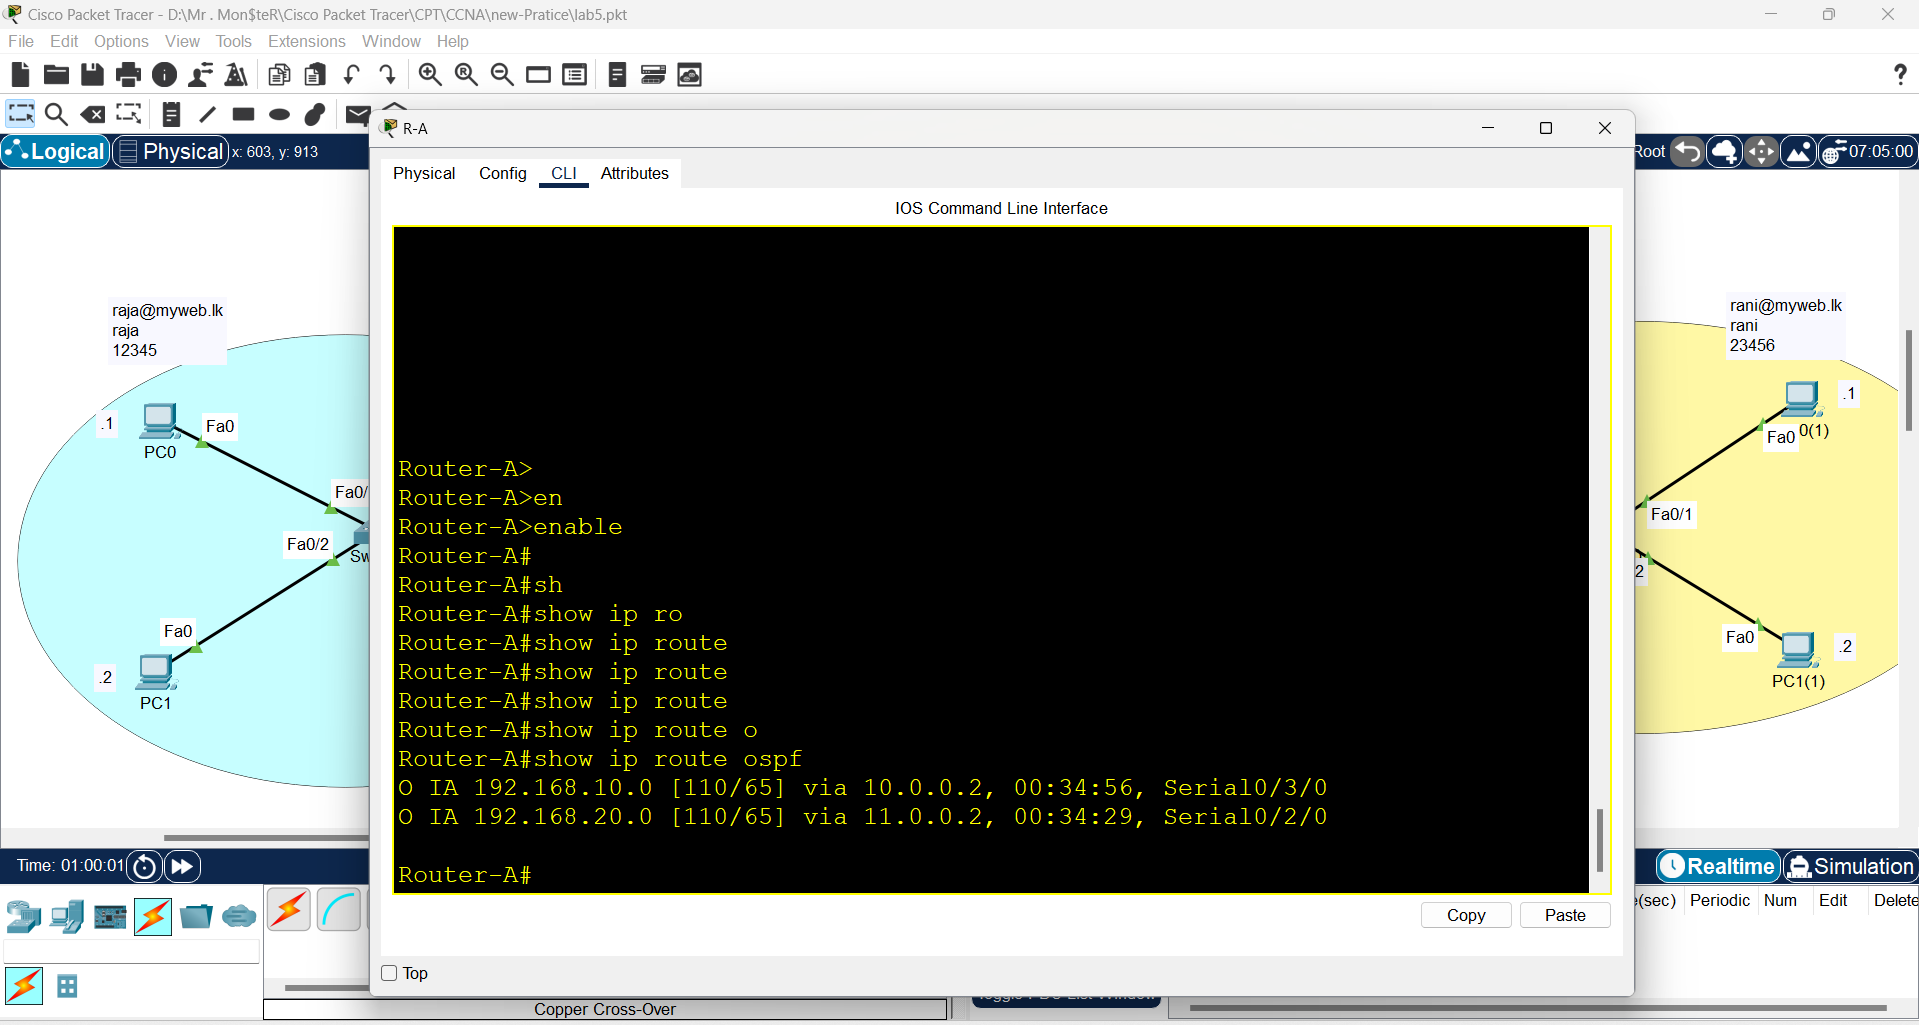 Cisco Packet Tracer - D:\Mr . Mon$teR\Cisco Packet Tracer\CPT\CCNA\new-Pratice\lab5.pkt
File Edit Options View Tools Extensions Window Help
?
R-A
Logical Physical x: 603, y: 913
Root 07:05:00
Physical Config CLI Attributes
IOS Command Line Interface
raja@myweb.lk
raja
12345
rani@myweb.lk
rani
23456
.1
PC0
Fa0
Fa0/
Fa0/2
Sw
Fa0
.2
PC1
.1
Fa0
0(1)
Fa0/1
2
Fa0
.2
PC1(1)
Router-A>
Router-A>en
Router-A>enable
Router-A#
Router-A#sh
Router-A#show ip ro
Router-A#show ip route
Router-A#show ip route
Router-A#show ip route
Router-A#show ip route o
Router-A#show ip route ospf
O IA 192.168.10.0 [110/65] via 10.0.0.2, 00:34:56, Serial0/3/0
O IA 192.168.20.0 [110/65] via 11.0.0.2, 00:34:29, Serial0/2/0
Router-A#
Copy Paste
Top
Time: 01:00:01
Realtime Simulation
(sec) Periodic Num Edit Delete
Copper Cross-Over